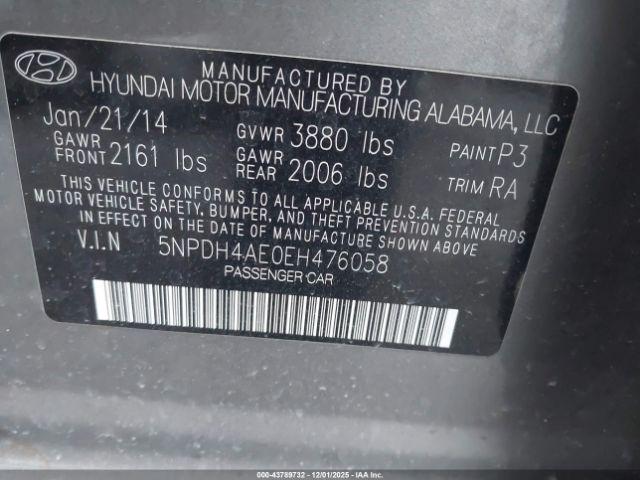 MANUFACTURED BY
HYUNDAI MOTOR MANUFACTURING ALABAMA, LLC
Jan/21/14 GVWR 3880 lbs PAINT P3
GAWR FRONT 2161 lbs GAWR REAR 2006 lbs TRIM RA
THIS VEHICLE CONFORMS TO ALL APPLICABLE U.S.A. FEDERAL
MOTOR VEHICLE SAFETY, BUMPER, AND THEFT PREVENTION STANDARDS
IN EFFECT ON THE DATE OF MANUFACTURE SHOWN ABOVE
V.I.N 5NPDH4AE0EH476058
PASSENGER CAR
000-43789732 - 12/01/2025 - © IAA Holdings, LLC